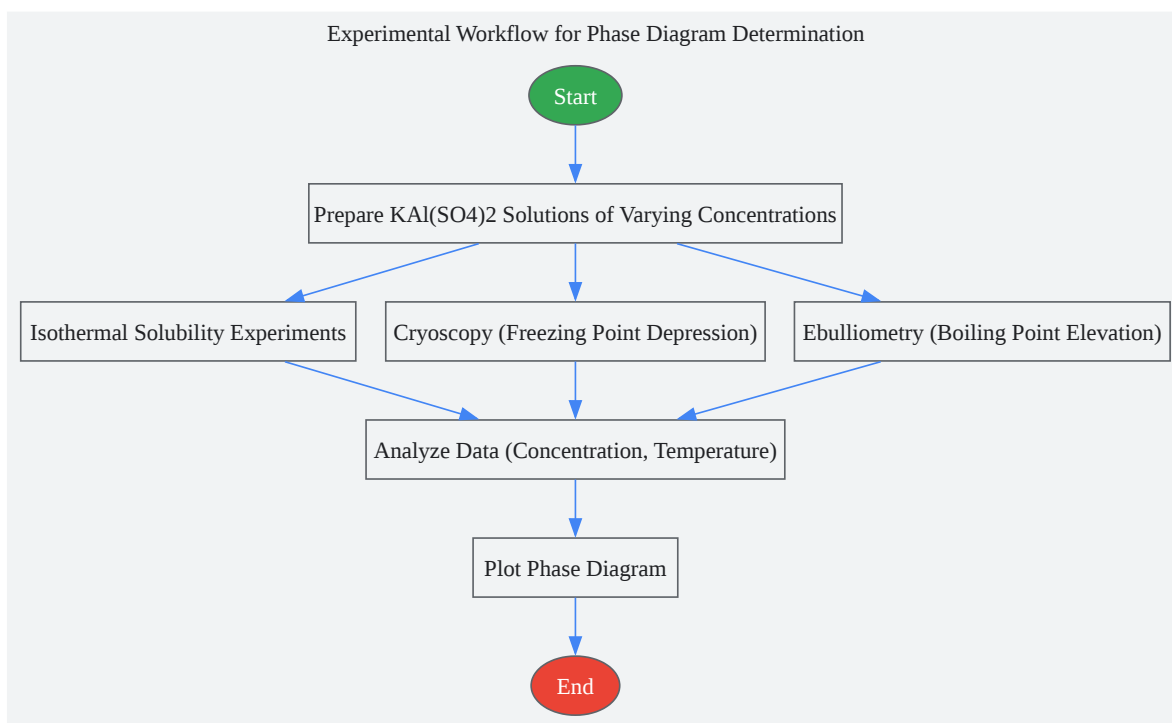 Experimental Workflow for Phase Diagram Determination
Start
Prepare KAl(SO4)2 Solutions of Varying Concentrations
Isothermal Solubility Experiments
Cryoscopy (Freezing Point Depression)
Ebulliometry (Boiling Point Elevation)
Analyze Data (Concentration, Temperature)
Plot Phase Diagram
End